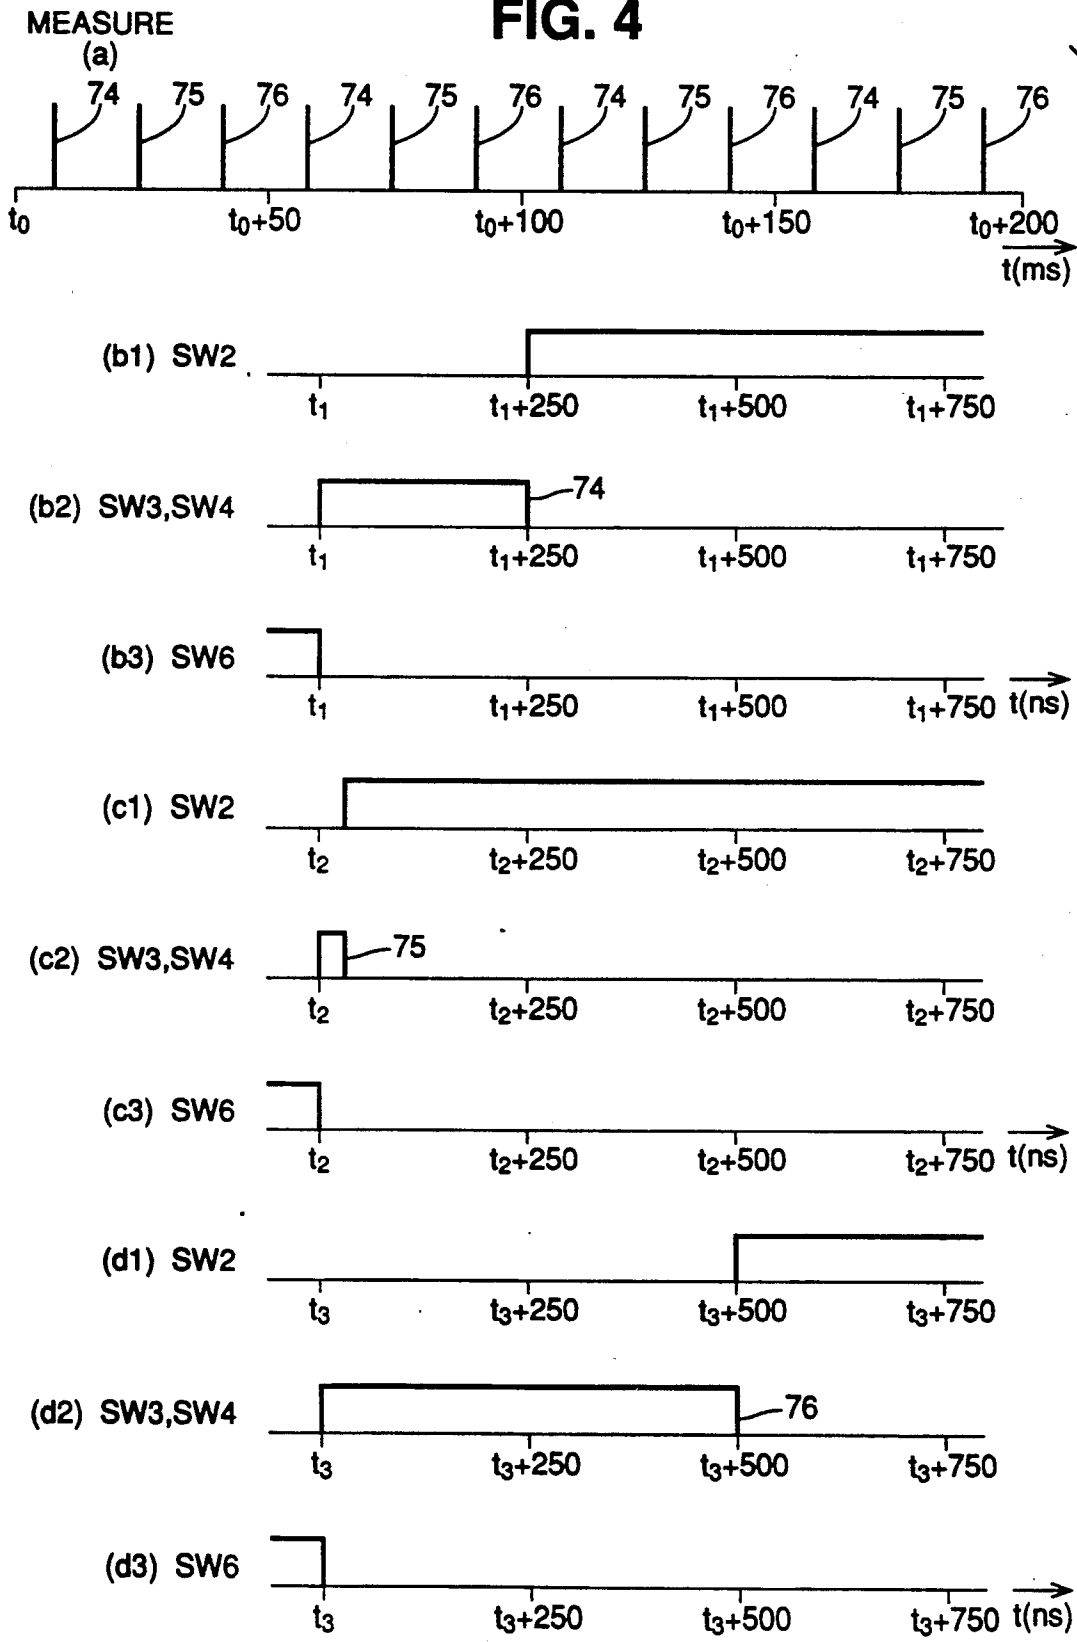 FIG. 4
MEASURE
(a)
74 75 76 74 75 76 74 75 76 74 75 76
t₀ t₀+50 t₀+100 t₀+150 t₀+200
t(ms)
(b1) SW2
t₁ t₁+250 t₁+500 t₁+750
(b2) SW3,SW4 74
t₁ t₁+250 t₁+500 t₁+750
(b3) SW6
t₁ t₁+250 t₁+500 t₁+750 t(ns)
(c1) SW2
t₂ t₂+250 t₂+500 t₂+750
(c2) SW3,SW4 75
t₂ t₂+250 t₂+500 t₂+750
(c3) SW6
t₂ t₂+250 t₂+500 t₂+750 t(ns)
(d1) SW2
t₃ t₃+250 t₃+500 t₃+750
(d2) SW3,SW4 76
t₃ t₃+250 t₃+500 t₃+750
(d3) SW6
t₃ t₃+250 t₃+500 t₃+750 t(ns)